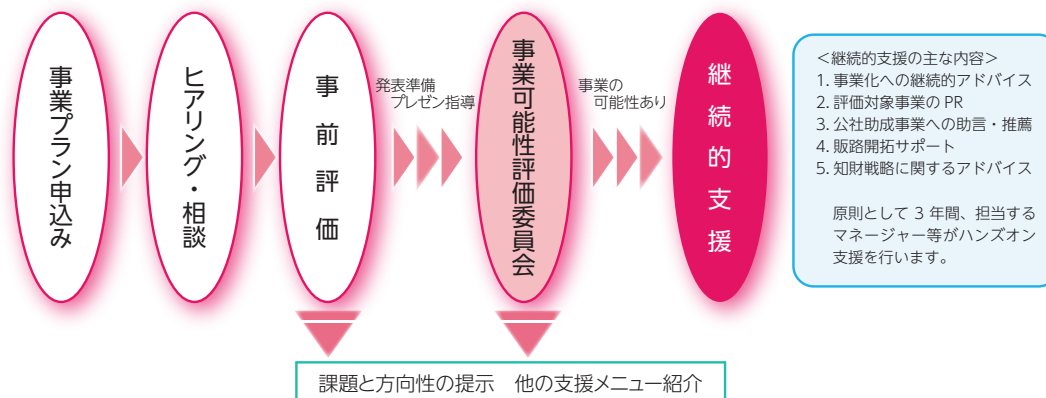 事業プラン申込み
ヒアリング・相談
事前評価
発表準備
プレゼン指導
事業可能性評価委員会
事業の
可能性あり
継続的支援
<継続的支援の主な内容>
1. 事業化への継続的アドバイス
2. 評価対象事業の PR
3. 公社助成事業への助言・推薦
4. 販路開拓サポート
5. 知財戦略に関するアドバイス
原則として 3 年間、担当する
マネージャー等がハンズオン
支援を行います。
課題と方向性の提示　他の支援メニュー紹介